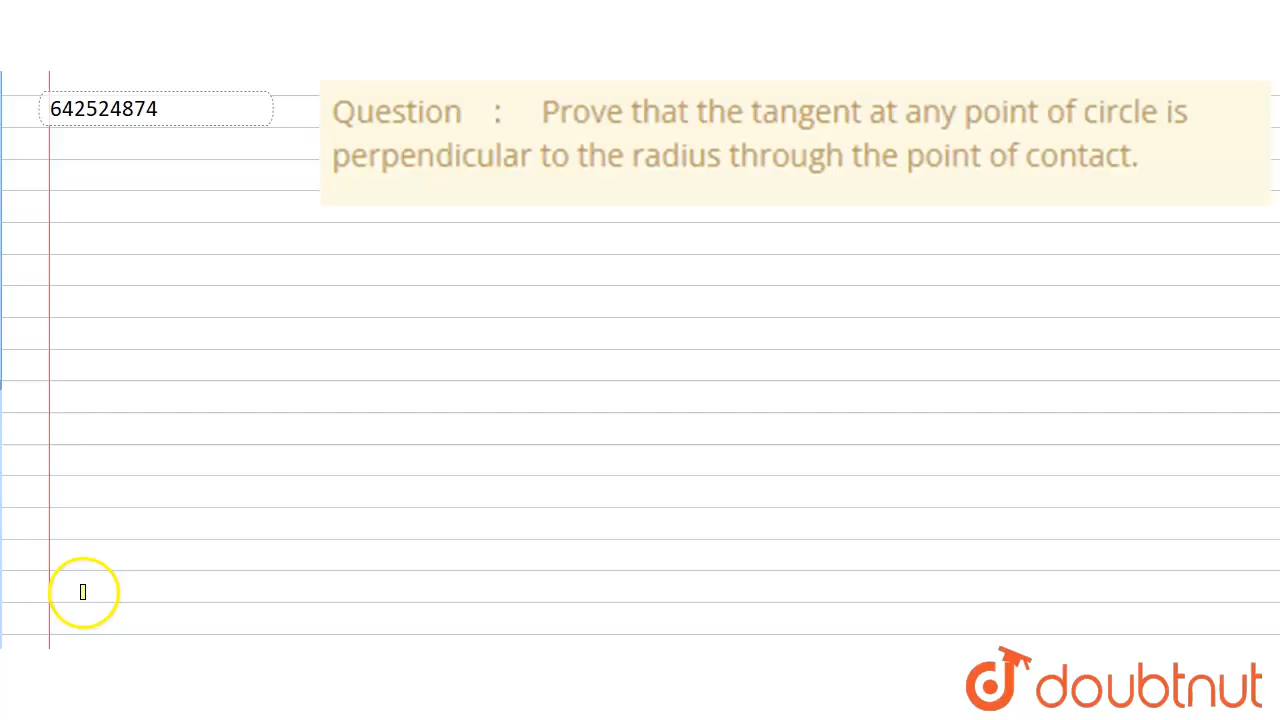 642524874
Question : Prove that the tangent at any point of circle is
perpendicular to the radius through the point of contact.
doubtnut